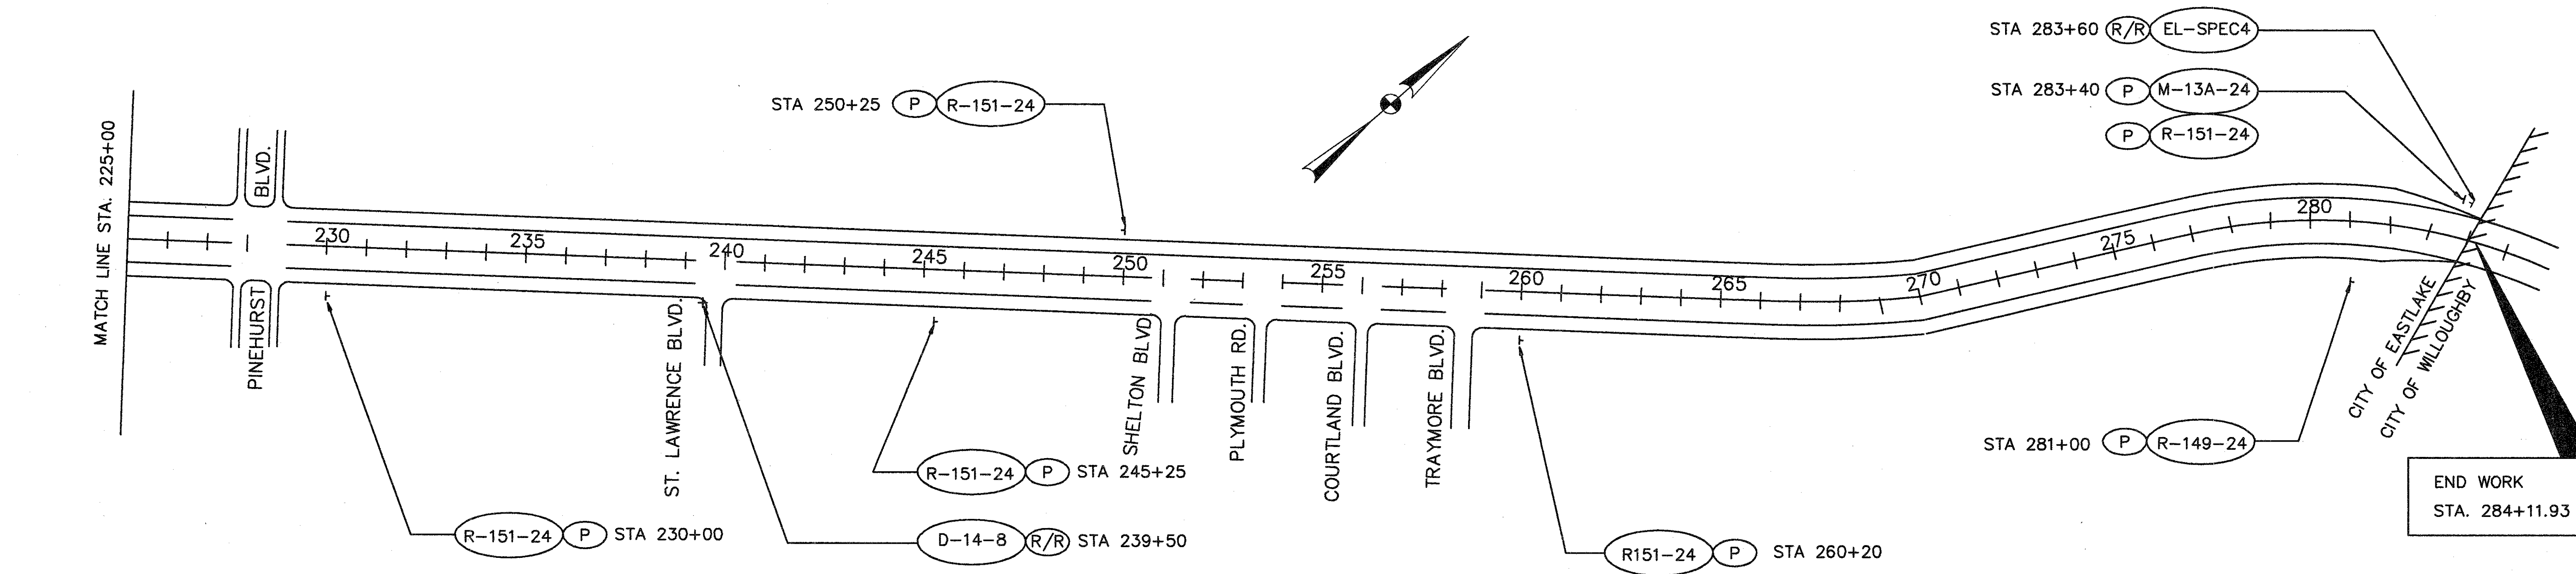 STA 283+60 R/R EL-SPEC4
STA 250+25 P R-151-24
STA 283+40 P M-13A-24
P R-151-24
MATCH LINE STA. 225+00
BLVD.
PINEHURST
230
235
240
245
250
255
260
265
270
275
280
ST. LAWRENCE BLVD.
SHELTON BLVD
PLYMOUTH RD.
COURTLAND BLVD.
TRAYMORE BLVD.
CITY OF EASTLAKE
CITY OF WILLOUGHBY
STA 281+00 P R-149-24
R-151-24 P STA 245+25
R-151-24 P STA 230+00
D-14-8 R/R STA 239+50
R151-24 P STA 260+20
END WORK
STA. 284+11.93